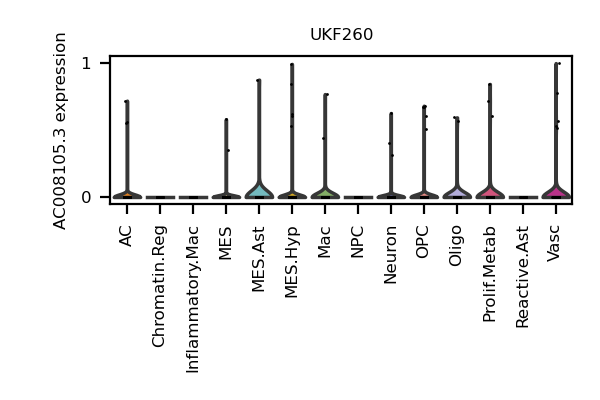 UKF260
AC008105.3 expression
1
0
AC
Chromatin.Reg
Inflammatory.Mac
MES
MES.Ast
MES.Hyp
Mac
NPC
Neuron
OPC
Oligo
Prolif.Metab
Reactive.Ast
Vasc